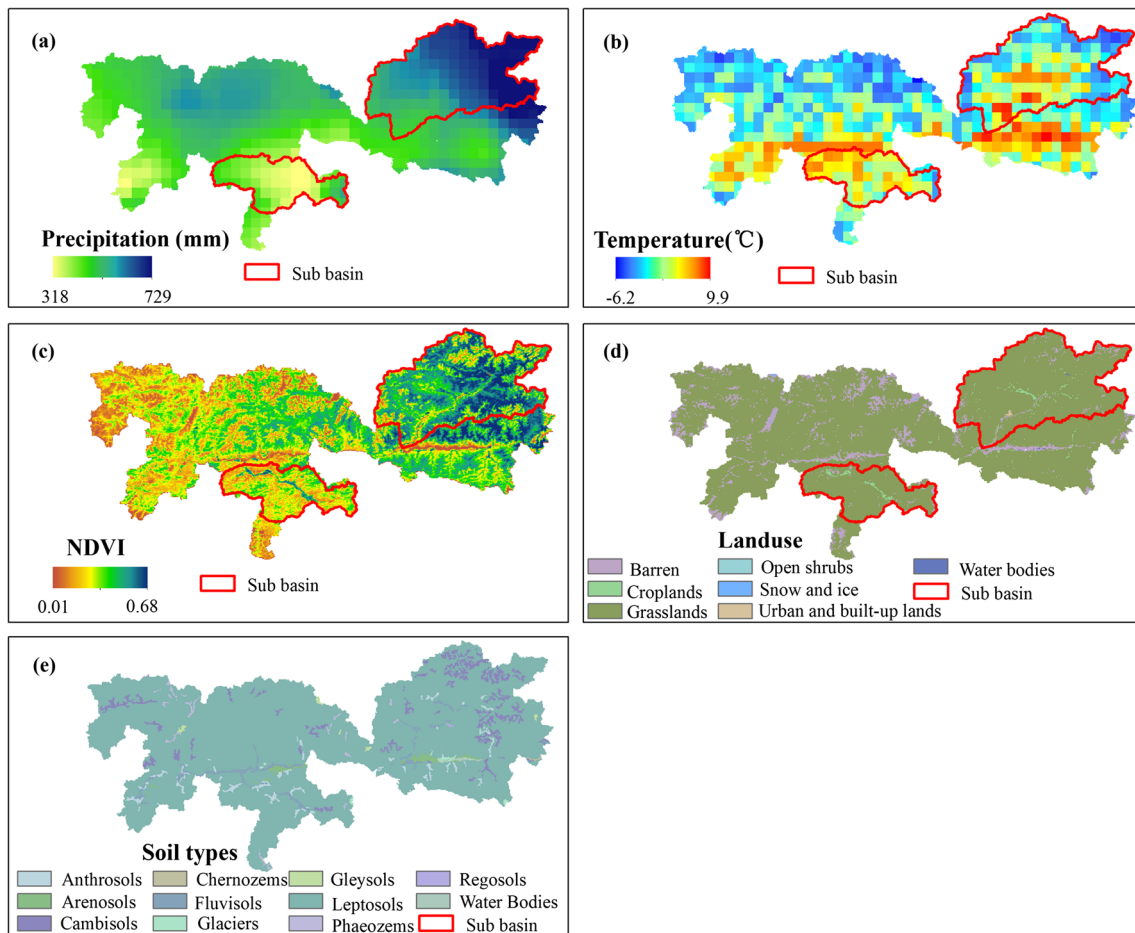 (a)
Precipitation (mm)
318 729
Sub basin
(b)
Temperature(℃)
-6.2 9.9
Sub basin
(c)
NDVI
0.01 0.68
Sub basin
(d)
Landuse
Barren Open shrubs Water bodies
Croplands Snow and ice Sub basin
Grasslands Urban and built-up lands
(e)
Soil types
Anthrosols Chernozems Gleysols Regosols
Arenosols Fluvisols Leptosols Water Bodies
Cambisols Glaciers Phaeozems Sub basin